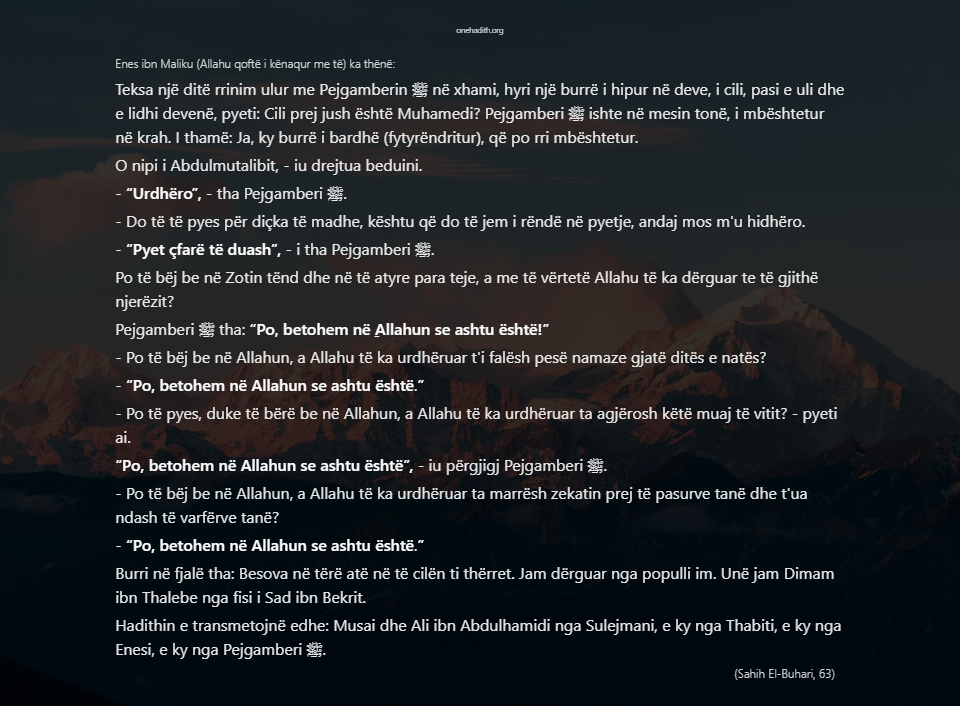 onehadith.org
Enes ibn Maliku (Allahu qoftë i kënaqur me të) ka thënë:
Teksa një ditë rrinim ulur me Pejgamberin ﷺ në xhami, hyri një burrë i hipur në deve, i cili, pasi e uli dhe
e lidhi devenë, pyeti: Cili prej jush është Muhamedi? Pejgamberi ﷺ ishte në mesin tonë, i mbështetur
në krah. I thamë: Ja, ky burrë i bardhë (fytyrëndritur), që po rri mbështetur.
O nipi i Abdulmutalibit, - iu drejtua beduini.
- “Urdhëro”, - tha Pejgamberi ﷺ.
- Do të të pyes për diçka të madhe, kështu që do të jem i rëndë në pyetje, andaj mos m'u hidhëro.
- “Pyet çfarë të duash”, - i tha Pejgamberi ﷺ.
Po të bëj be në Zotin tënd dhe në të atyre para teje, a me të vërtetë Allahu të ka dërguar te të gjithë
njerëzit?
Pejgamberi ﷺ tha: “Po, betohem në Allahun se ashtu është!”
- Po të bëj be në Allahun, a Allahu të ka urdhëruar t'i falësh pesë namaze gjatë ditës e natës?
- “Po, betohem në Allahun se ashtu është.”
- Po të pyes, duke të bërë be në Allahun, a Allahu të ka urdhëruar ta agjërosh këtë muaj të vitit? - pyeti
ai.
“Po, betohem në Allahun se ashtu është”, - iu përgjigj Pejgamberi ﷺ.
- Po të bëj be në Allahun, a Allahu të ka urdhëruar ta marrësh zekatin prej të pasurve tanë dhe t'ua
ndash të varfërve tanë?
- “Po, betohem në Allahun se ashtu është.”
Burri në fjalë tha: Besova në tërë atë në të cilën ti thërret. Jam dërguar nga populli im. Unë jam Dimam
ibn Thalebe nga fisi i Sad ibn Bekrit.
Hadithin e transmetojnë edhe: Musai dhe Ali ibn Abdulhamidi nga Sulejmani, e ky nga Thabiti, e ky nga
Enesi, e ky nga Pejgamberi ﷺ.
(Sahih El-Buhari, 63)